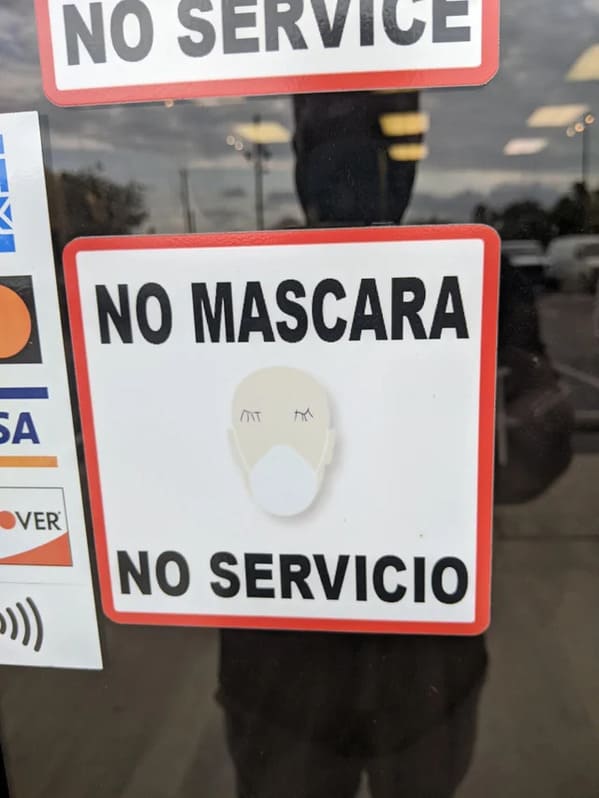 NO SERVICE
NO MASCARA
SA
OVER
NO SERVICIO